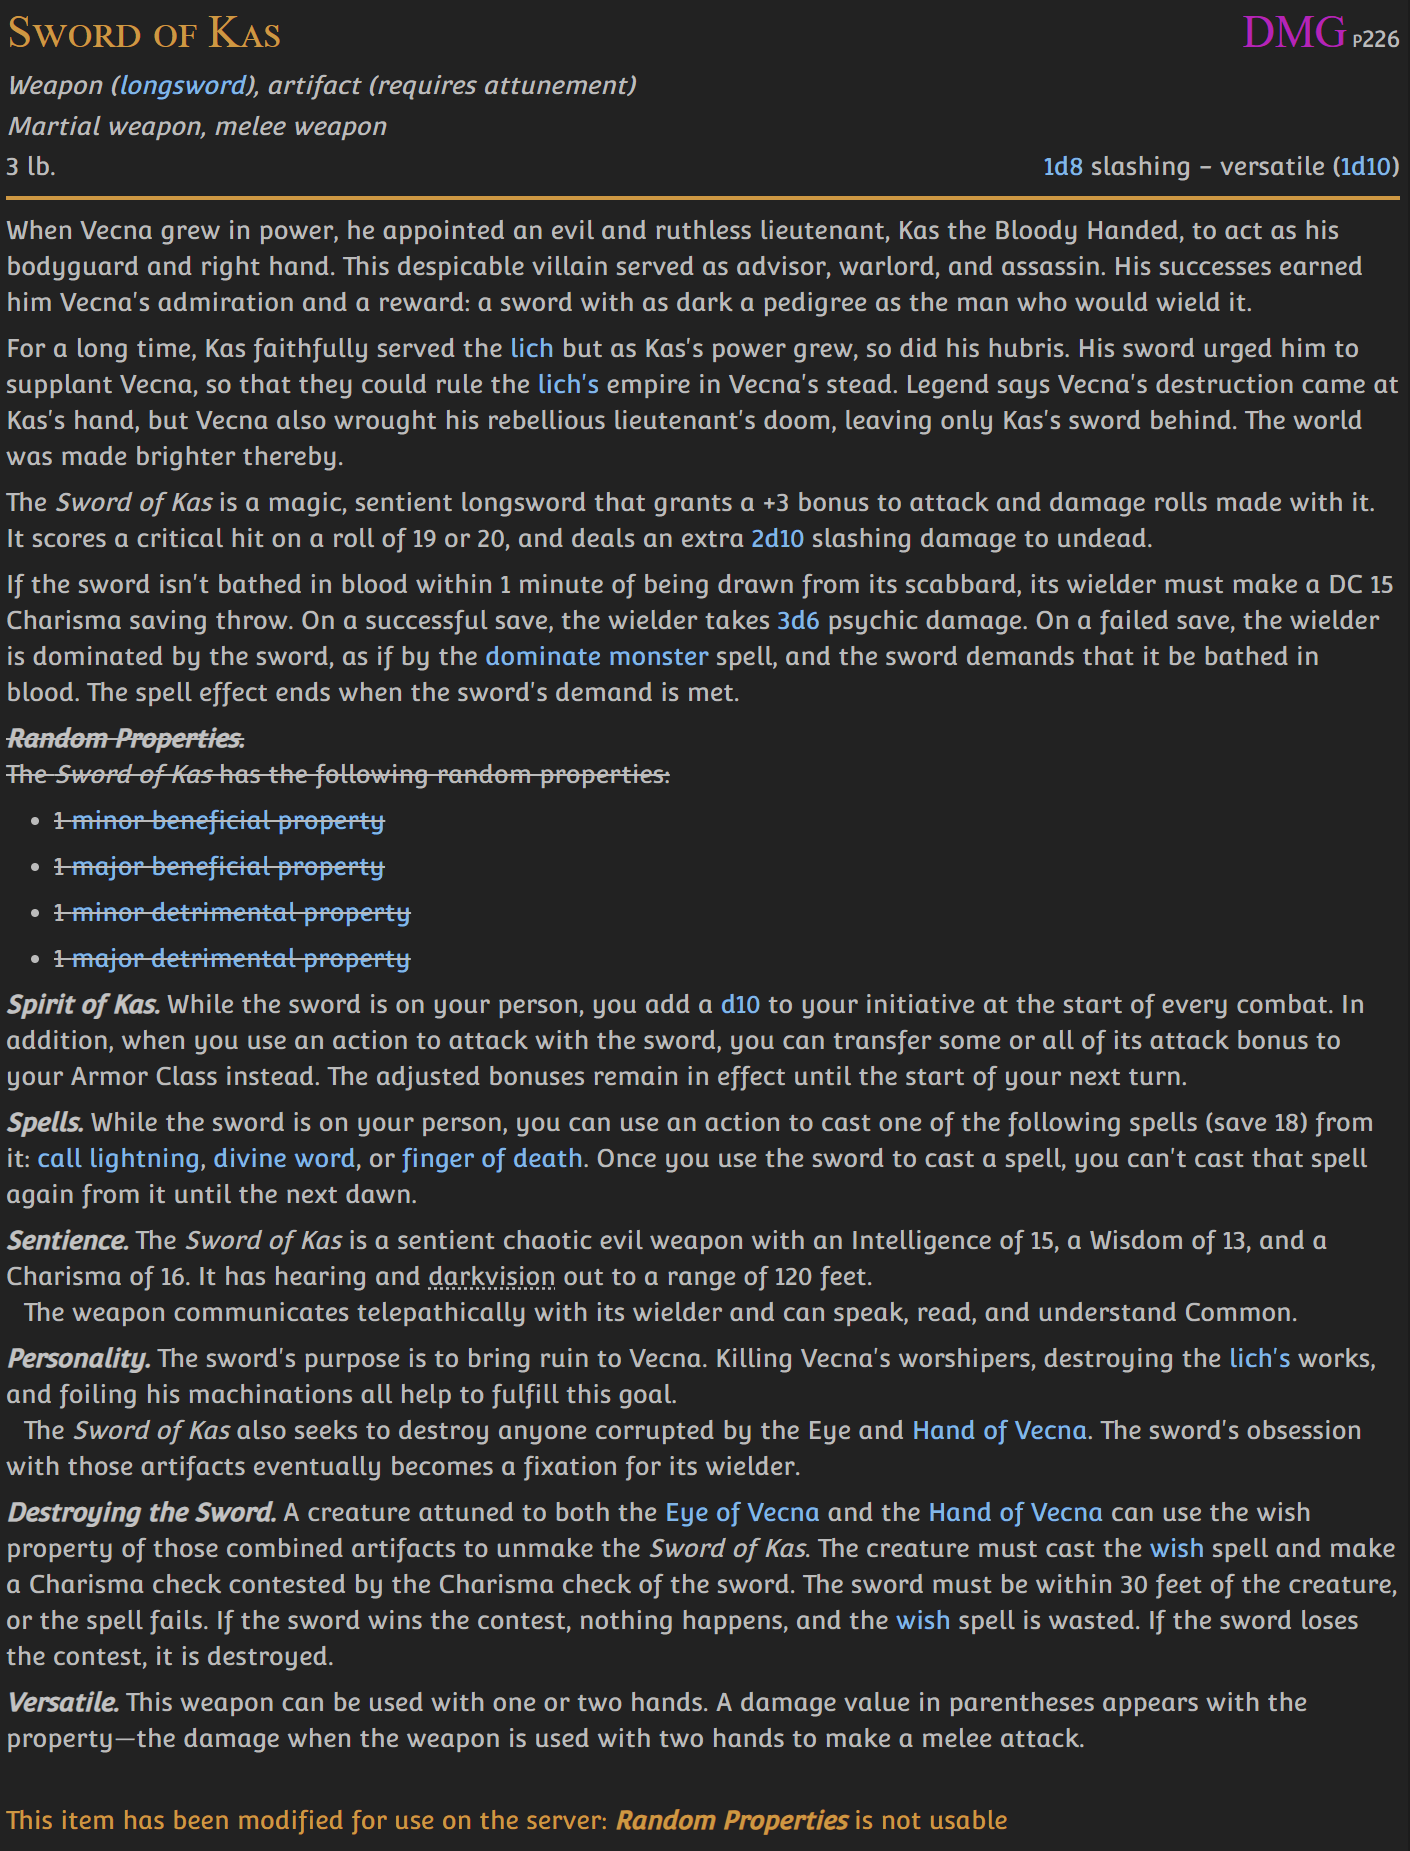 Sword of Kas DMG P226
Weapon (longsword), artifact (requires attunement)
Martial weapon, melee weapon
3 lb. 1d8 slashing – versatile (1d10)
When Vecna grew in power, he appointed an evil and ruthless lieutenant, Kas the Bloody Handed, to act as his
bodyguard and right hand. This despicable villain served as advisor, warlord, and assassin. His successes earned
him Vecna's admiration and a reward: a sword with as dark a pedigree as the man who would wield it.
For a long time, Kas faithfully served the lich but as Kas's power grew, so did his hubris. His sword urged him to
supplant Vecna, so that they could rule the lich's empire in Vecna's stead. Legend says Vecna's destruction came at
Kas's hand, but Vecna also wrought his rebellious lieutenant's doom, leaving only Kas's sword behind. The world
was made brighter thereby.
The Sword of Kas is a magic, sentient longsword that grants a +3 bonus to attack and damage rolls made with it.
It scores a critical hit on a roll of 19 or 20, and deals an extra 2d10 slashing damage to undead.
If the sword isn't bathed in blood within 1 minute of being drawn from its scabbard, its wielder must make a DC 15
Charisma saving throw. On a successful save, the wielder takes 3d6 psychic damage. On a failed save, the wielder
is dominated by the sword, as if by the dominate monster spell, and the sword demands that it be bathed in
blood. The spell effect ends when the sword's demand is met.
Random Properties.
The Sword of Kas has the following random properties:
• 1 minor beneficial property
• 1 major beneficial property
• 1 minor detrimental property
• 1 major detrimental property
Spirit of Kas. While the sword is on your person, you add a d10 to your initiative at the start of every combat. In
addition, when you use an action to attack with the sword, you can transfer some or all of its attack bonus to
your Armor Class instead. The adjusted bonuses remain in effect until the start of your next turn.
Spells. While the sword is on your person, you can use an action to cast one of the following spells (save 18) from
it: call lightning, divine word, or finger of death. Once you use the sword to cast a spell, you can't cast that spell
again from it until the next dawn.
Sentience. The Sword of Kas is a sentient chaotic evil weapon with an Intelligence of 15, a Wisdom of 13, and a
Charisma of 16. It has hearing and darkvision out to a range of 120 feet.
The weapon communicates telepathically with its wielder and can speak, read, and understand Common.
Personality. The sword's purpose is to bring ruin to Vecna. Killing Vecna's worshipers, destroying the lich's works,
and foiling his machinations all help to fulfill this goal.
The Sword of Kas also seeks to destroy anyone corrupted by the Eye and Hand of Vecna. The sword's obsession
with those artifacts eventually becomes a fixation for its wielder.
Destroying the Sword. A creature attuned to both the Eye of Vecna and the Hand of Vecna can use the wish
property of those combined artifacts to unmake the Sword of Kas. The creature must cast the wish spell and make
a Charisma check contested by the Charisma check of the sword. The sword must be within 30 feet of the creature,
or the spell fails. If the sword wins the contest, nothing happens, and the wish spell is wasted. If the sword loses
the contest, it is destroyed.
Versatile. This weapon can be used with one or two hands. A damage value in parentheses appears with the
property—the damage when the weapon is used with two hands to make a melee attack.
This item has been modified for use on the server: Random Properties is not usable